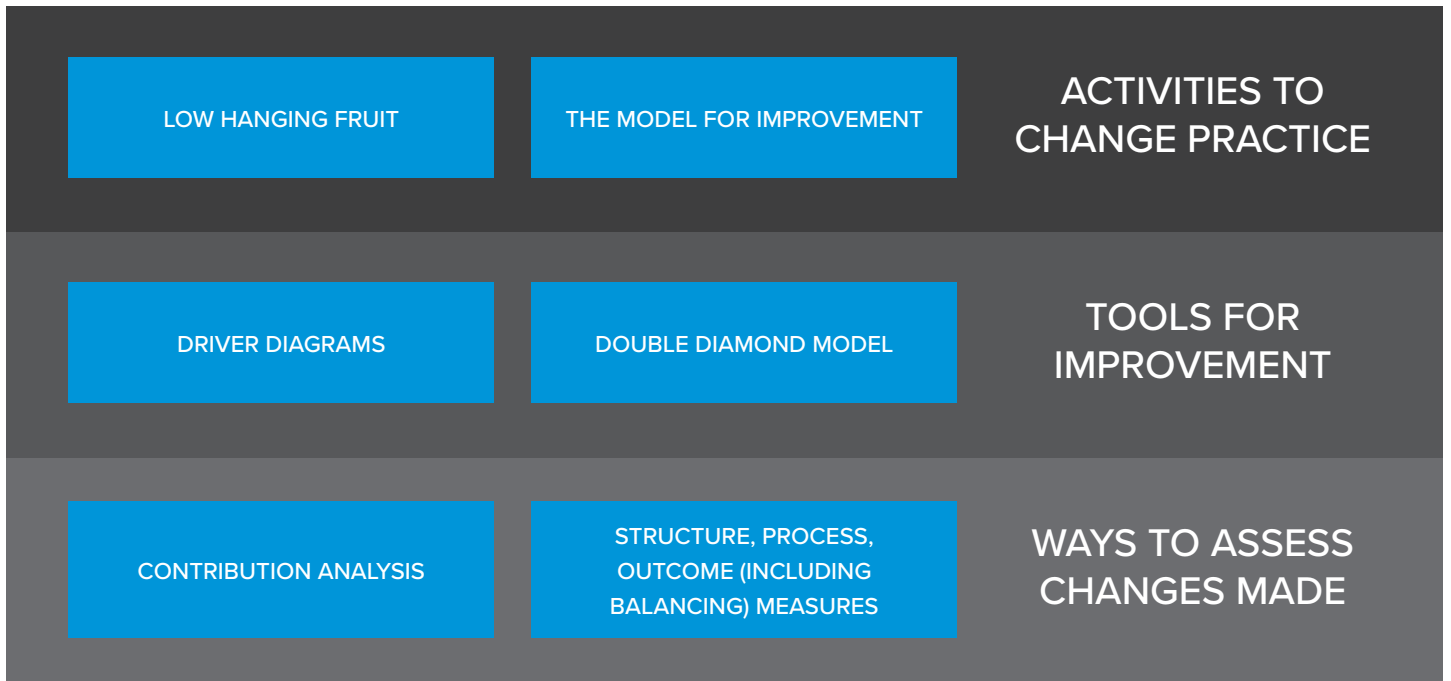 LOW HANGING FRUIT
THE MODEL FOR IMPROVEMENT
ACTIVITIES TO
CHANGE PRACTICE
DRIVER DIAGRAMS
DOUBLE DIAMOND MODEL
TOOLS FOR
IMPROVEMENT
CONTRIBUTION ANALYSIS
STRUCTURE, PROCESS,
OUTCOME (INCLUDING
BALANCING) MEASURES
WAYS TO ASSESS
CHANGES MADE